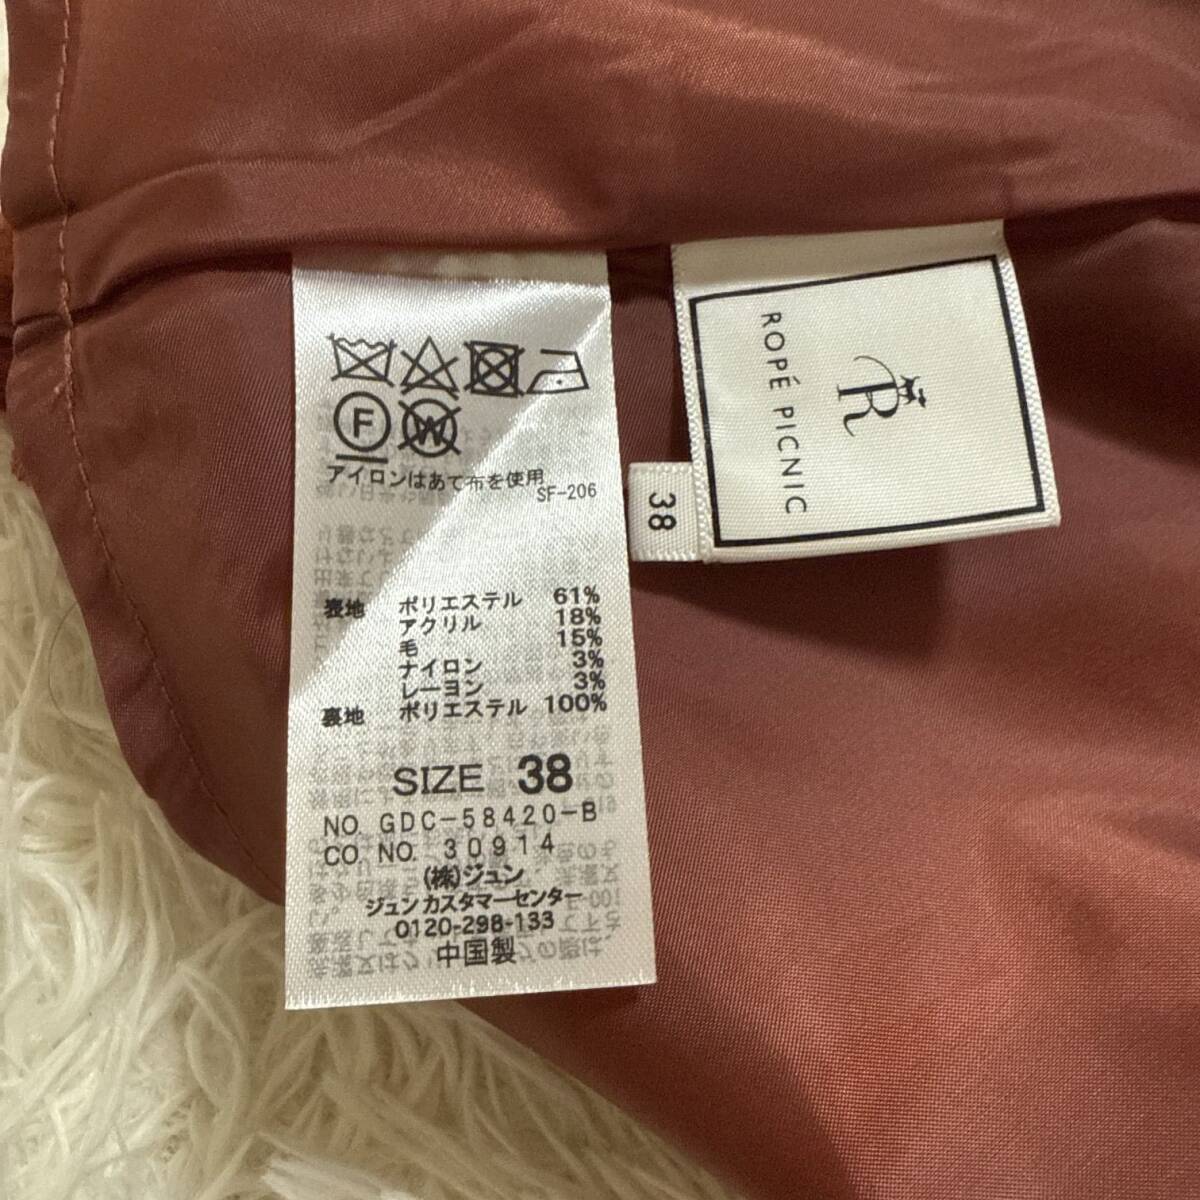 F
W
アイロンはあて布を使用
SF-206
表地 ポリエステル 61%
アクリル 18%
毛 15%
ナイロン 3%
レーヨン 3%
裏地 ポリエステル 100%
SIZE 38
NO. GDC-58420-B
CO. NO. 30914
(株)ジュン
ジュンカスタマーセンター
0120-298-133
中国製
R
ROPÉ PICNIC
38